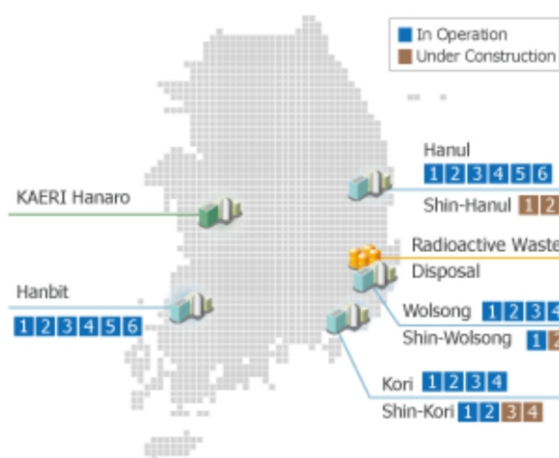 In Operation
Under Construction
Hanul
1 2 3 4 5 6
Shin-Hanul 1 2
KAERI Hanaro
Radioactive Waste
Disposal
Hanbit
1 2 3 4 5 6
Wolsong 1 2 3 4
Shin-Wolsong 1 2
Kori 1 2 3 4
Shin-Kori 1 2 3 4